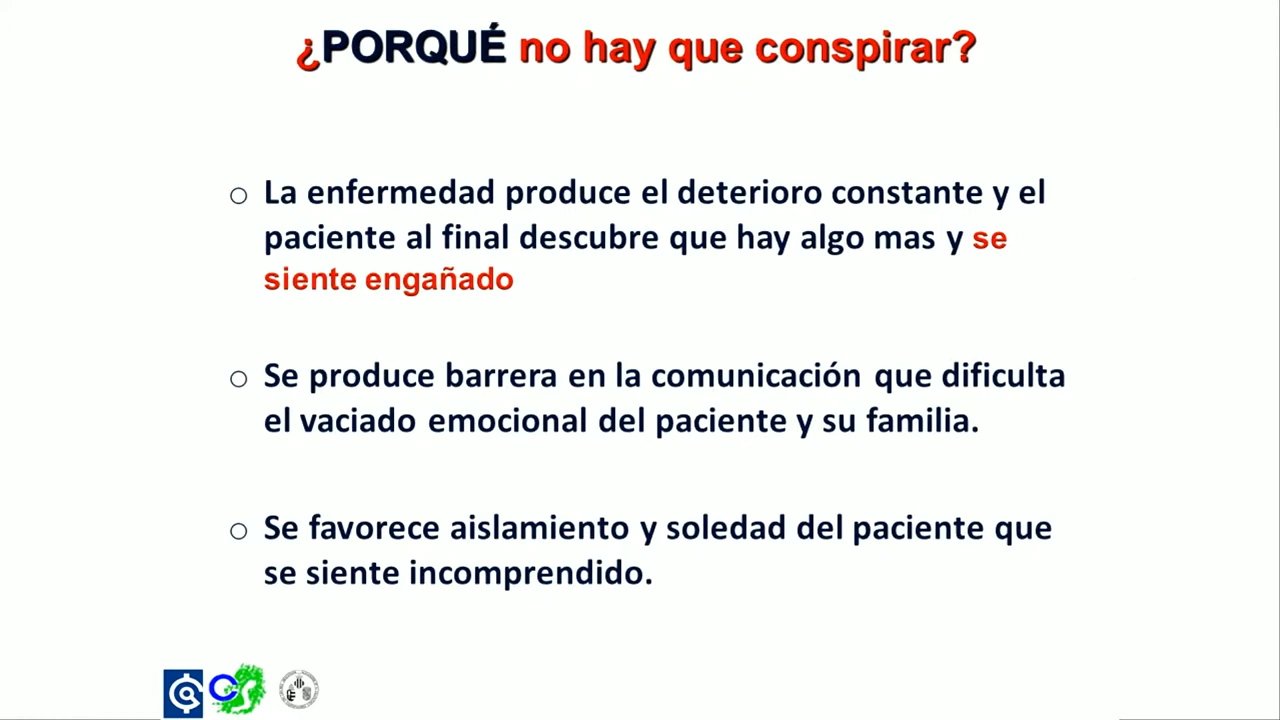 ¿PORQUÉ no hay que conspirar?
o La enfermedad produce el deterioro constante y el
paciente al final descubre que hay algo mas y se
siente engañado
o Se produce barrera en la comunicación que dificulta
el vaciado emocional del paciente y su familia.
o Se favorece aislamiento y soledad del paciente que
se siente incomprendido.